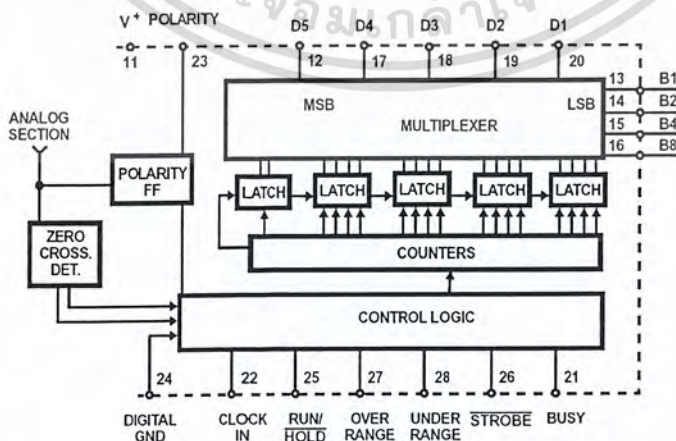 V+ POLARITY D5 D4 D3 D2 D1
11 23 12 17 18 19 20
MSB LSB
MULTIPLEXER
13 B1
14 B2
15 B4
16 B8
ANALOG
SECTION
POLARITY
FF
LATCH LATCH LATCH LATCH LATCH
ZERO
CROSS.
DET.
COUNTERS
CONTROL LOGIC
24 22 25 27 28 26 21
DIGITAL
GND
CLOCK
IN
RUN/
HOLD
OVER
RANGE
UNDER
RANGE
STROBE
BUSY